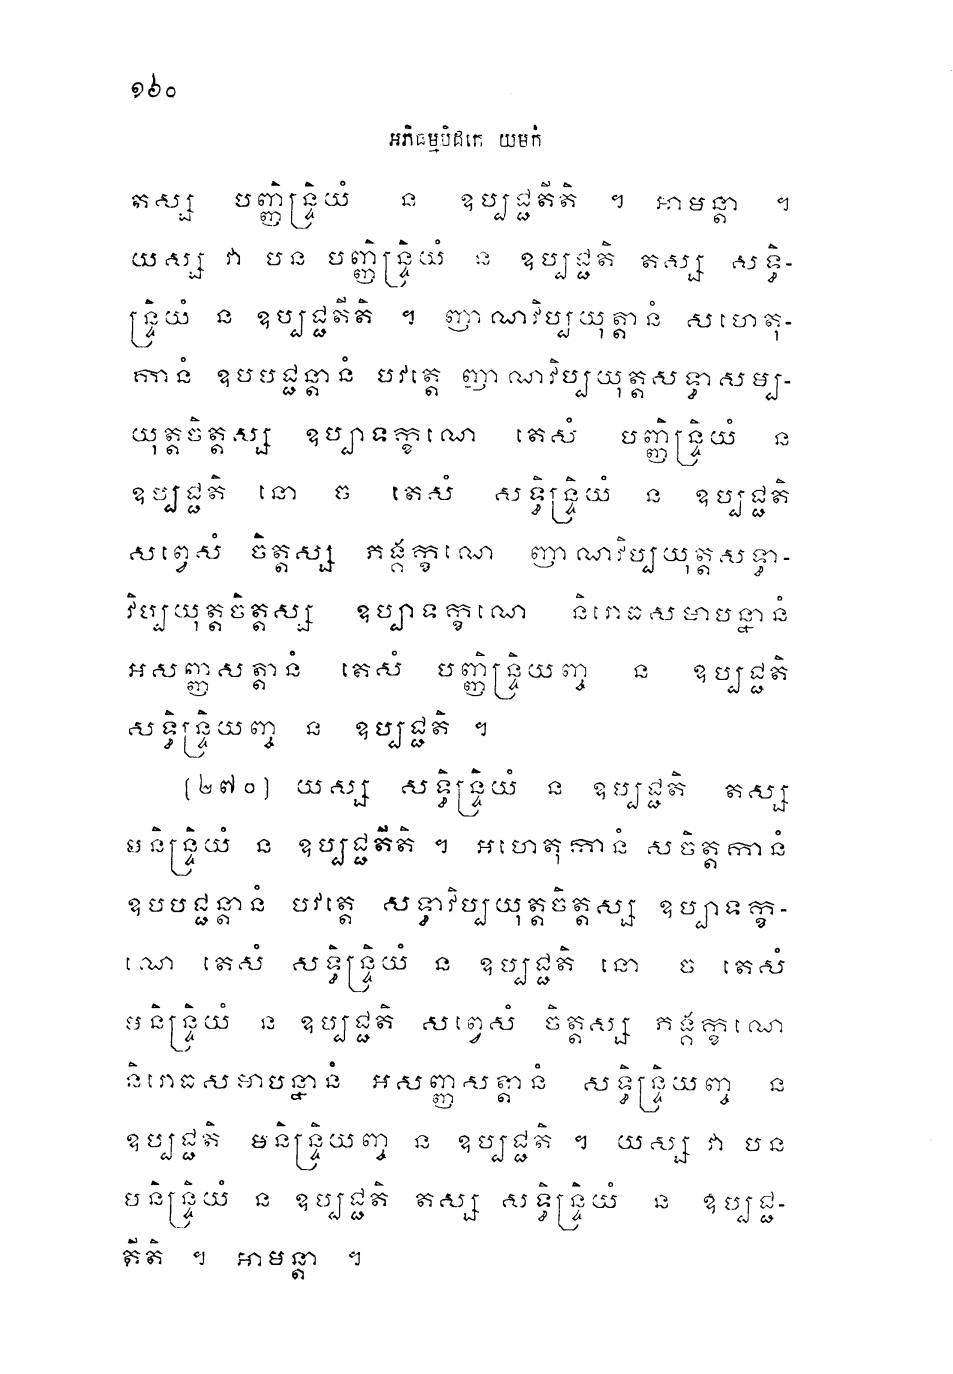 ១៦០
អភិធម្មបិដកេ យមកំ
តស្ស បញ្ញិន្ទ្រិយំ ន ឧប្បជ្ជតីតិ ។ អាមន្តា ។
យស្ស វា បន បញ្ញិន្ទ្រិយំ ន ឧប្បជ្ជតិ តស្ស សទ្ធិ-
ន្ទ្រិយំ ន ឧប្បជ្ជតីតិ ។ ញាណវិប្បយុត្តានំ សហេតុ-
កានំ ឧបបជ្ជន្តានំ បវត្តេ ញាណវិប្បយុត្តសទ្ធាសម្ប-
យុត្តចិត្តស្ស ឧប្បាទក្ខណេ តេសំ បញ្ញិន្ទ្រិយំ ន
ឧប្បជ្ជតិ នោ ច តេសំ សទ្ធិន្ទ្រិយំ ន ឧប្បជ្ជតិ
សព្វេសំ ចិត្តស្ស ភង្គក្ខណេ ញាណវិប្បយុត្តសទ្ធា-
វិប្បយុត្តចិត្តស្ស ឧប្បាទក្ខណេ និរោធសមាបន្នានំ
អសញ្ញសត្តានំ តេសំ បញ្ញិន្ទ្រិយញ្ច ន ឧប្បជ្ជតិ
សទ្ធិន្ទ្រិយញ្ច ន ឧប្បជ្ជតិ ។
(២៧០) យស្ស សទ្ធិន្ទ្រិយំ ន ឧប្បជ្ជតិ តស្ស
មនិន្ទ្រិយំ ន ឧប្បជ្ជតីតិ ។ អហេតុកានំ សចិត្តកានំ
ឧបបជ្ជន្តានំ បវត្តេ សទ្ធាវិប្បយុត្តចិត្តស្ស ឧប្បាទក្ខ-
ណេ តេសំ សទ្ធិន្ទ្រិយំ ន ឧប្បជ្ជតិ នោ ច តេសំ
មនិន្ទ្រិយំ ន ឧប្បជ្ជតិ សព្វេសំ ចិត្តស្ស ភង្គក្ខណេ
និរោធសមាបន្នានំ អសញ្ញសត្តានំ សទ្ធិន្ទ្រិយញ្ច ន
ឧប្បជ្ជតិ មនិន្ទ្រិយញ្ច ន ឧប្បជ្ជតិ ។ យស្ស វា បន
មនិន្ទ្រិយំ ន ឧប្បជ្ជតិ តស្ស សទ្ធិន្ទ្រិយំ ន ឧប្បជ្ជ-
តីតិ ។ អាមន្តា ។